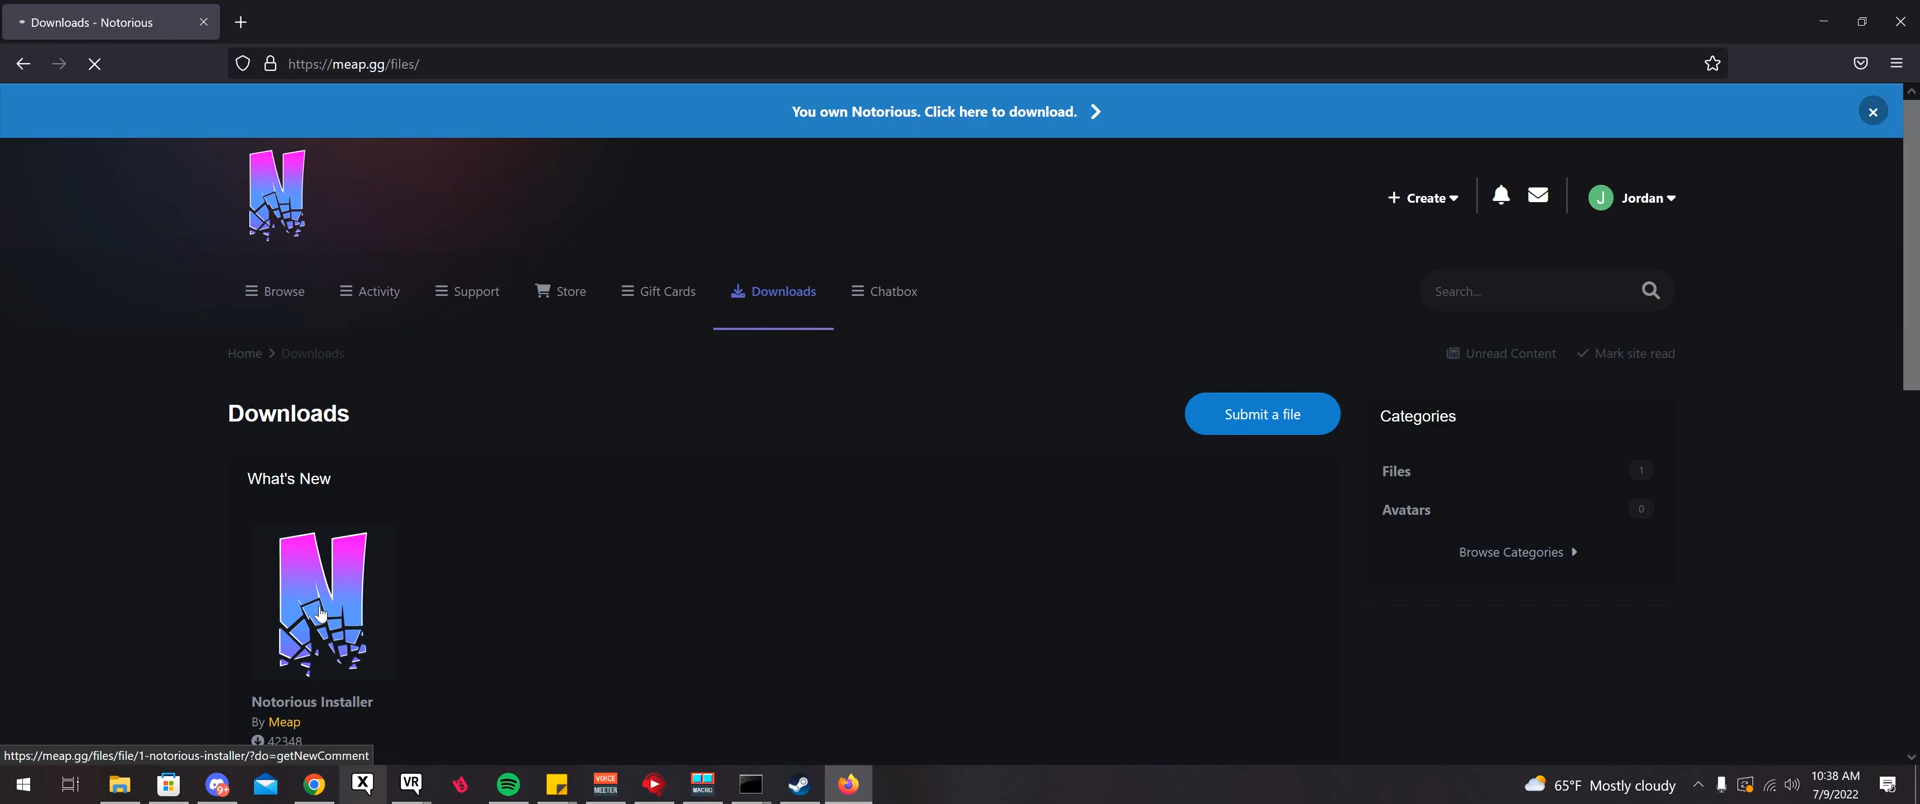 Downloads - Notorious
https://meap.gg/files/
You own Notorious. Click here to download.
N
+ Create
J Jordan
Browse
Activity
Support
Store
Gift Cards
Downloads
Chatbox
Search...
Home > Downloads
Unread Content
Mark site read
Downloads
Submit a file
Categories
Files 1
Avatars 0
Browse Categories
What's New
N
Notorious Installer
By Meap
42348
https://meap.gg/files/file/1-notorious-installer/?do=getNewComment
9+
X
VR
VOICE
MEETER
MACRO
65°F Mostly cloudy
10:38 AM
7/9/2022